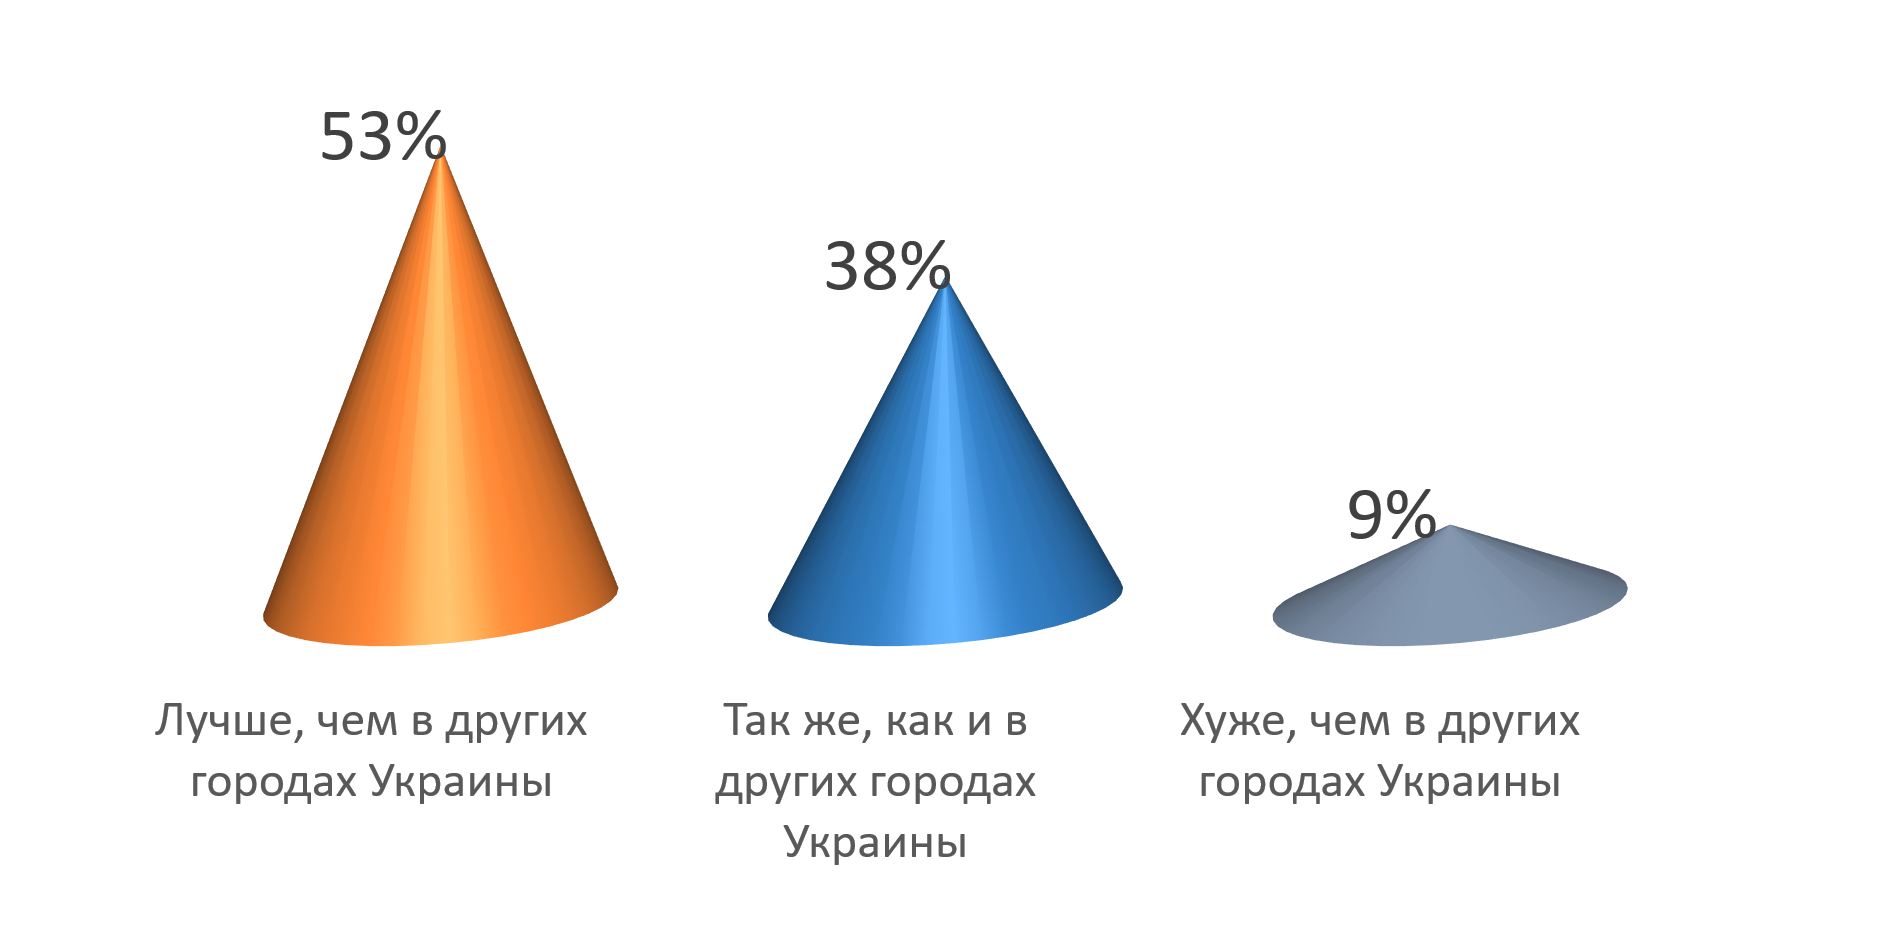 53%
38%
9%
Лучше, чем в других
городах Украины
Так же, как и в
других городах
Украины
Хуже, чем в других
городах Украины